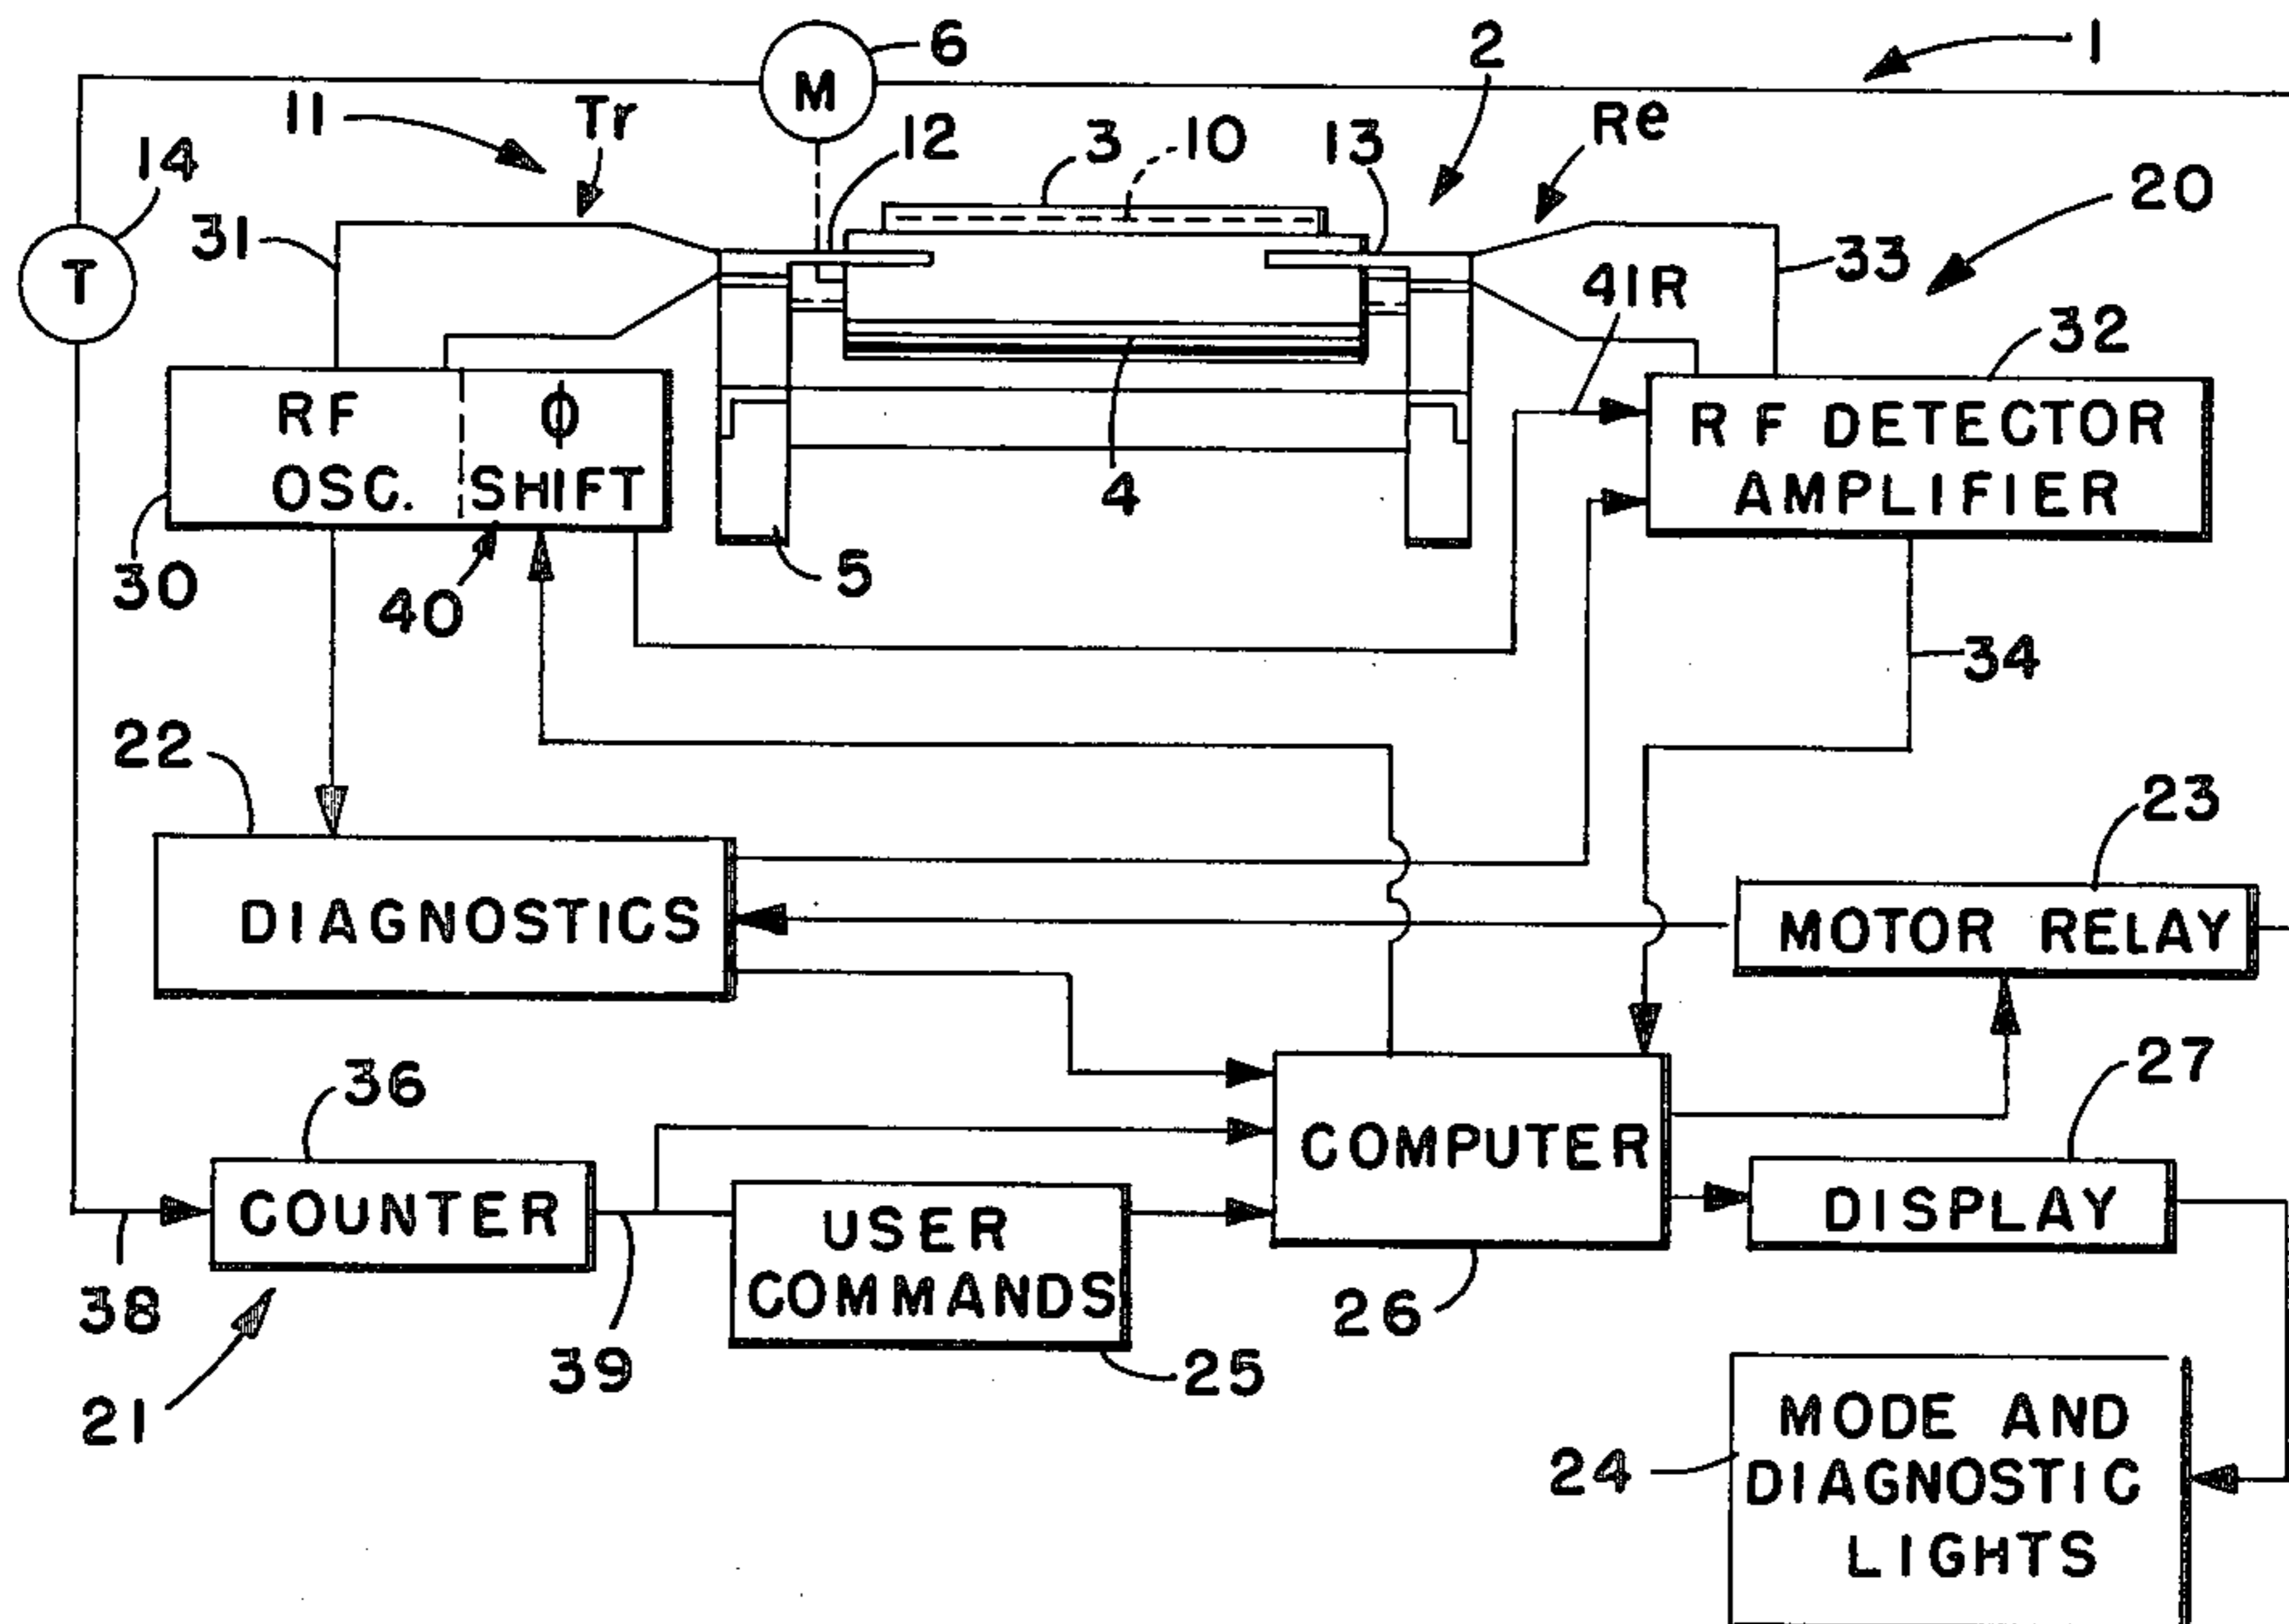 6
2
1
M
11
Tr
12
3
10
13
Re
14
20
31
33
41R
T
32
RF
OSC.
ϕ
SHIFT
RF DETECTOR
AMPLIFIER
4
30
40
5
34
22
23
DIAGNOSTICS
MOTOR RELAY
36
27
COMPUTER
COUNTER
USER
COMMANDS
DISPLAY
38
39
26
25
21
24
MODE AND
DIAGNOSTIC
LIGHTS